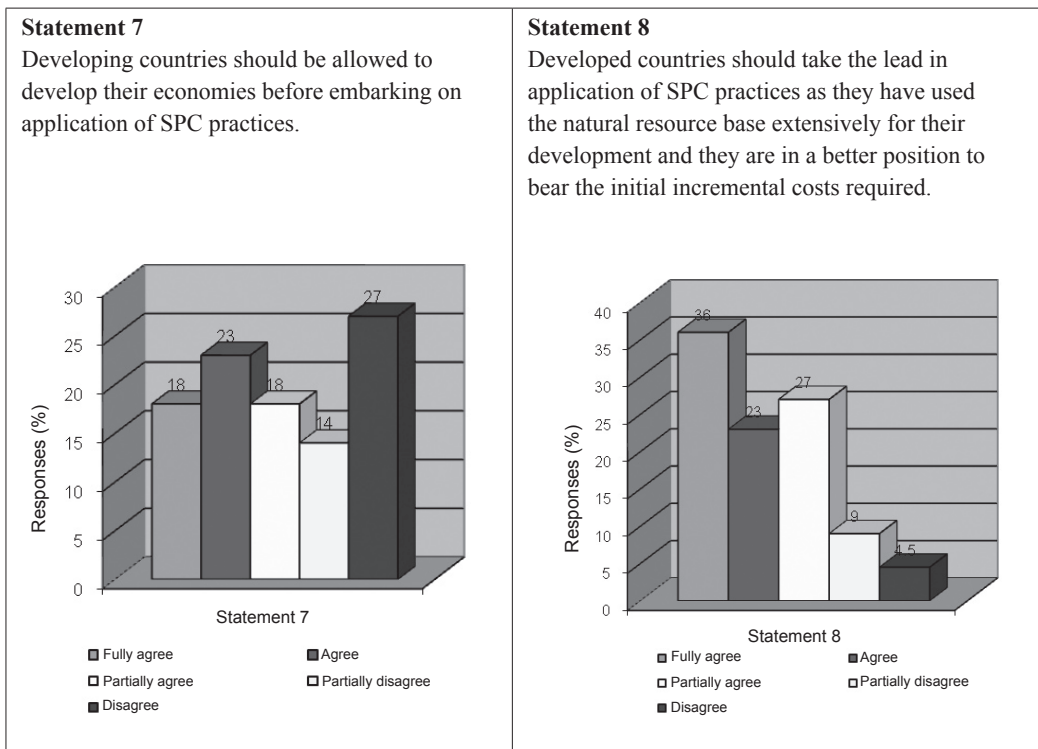 Statement 7
Developing countries should be allowed to
develop their economies before embarking on
application of SPC practices.
30
25
20
15
10
5
0
Responses (%)
18
23
18
14
27
Statement 7
Fully agree
Agree
Partially agree
Partially disagree
Disagree
Statement 8
Developed countries should take the lead in
application of SPC practices as they have used
the natural resource base extensively for their
development and they are in a better position to
bear the initial incremental costs required.
40
35
30
25
20
15
10
5
0
Responses (%)
36
23
27
9
4.5
Statement 8
Fully agree
Agree
Partially agree
Partially disagree
Disagree